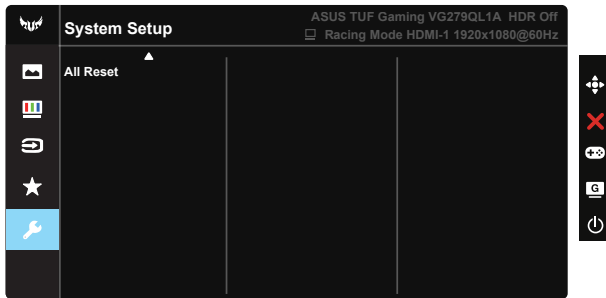 ASUS TUF Gaming VG279QL1A HDR Off
System Setup
Racing Mode HDMI-1 1920x1080@60Hz
All Reset
G